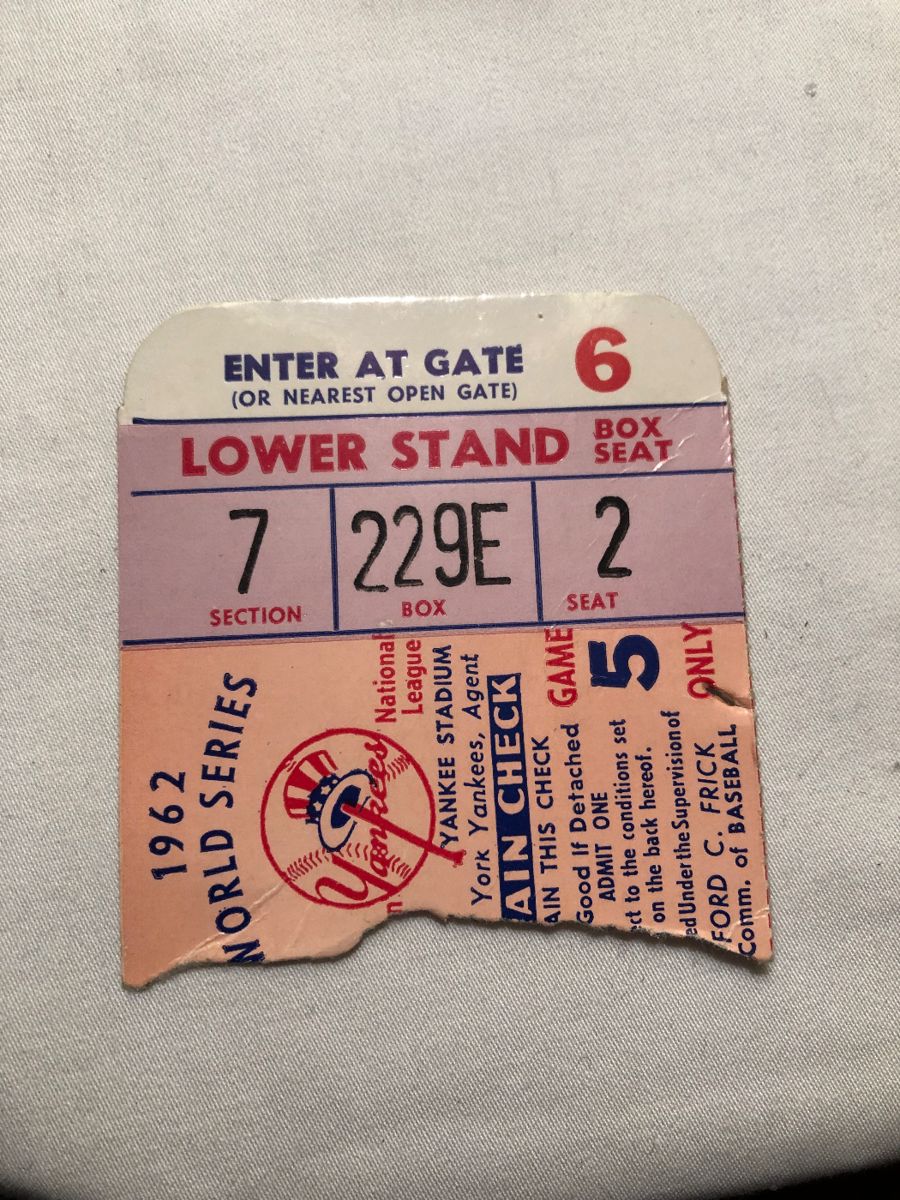 ENTER AT GATE 6
(OR NEAREST OPEN GATE)
LOWER STAND BOX SEAT
7 229E 2
SECTION BOX SEAT
1962
WORLD SERIES
Yankees
National
League
YANKEE STADIUM
York Yankees, Agent
AIN CHECK
AIN THIS CHECK
Good If Detached
ADMIT ONE
ect to the conditions set
on the back hereof.
ed Under the Supervision of
FORD C. FRICK
Comm. of BASEBALL
GAME
5
ONLY